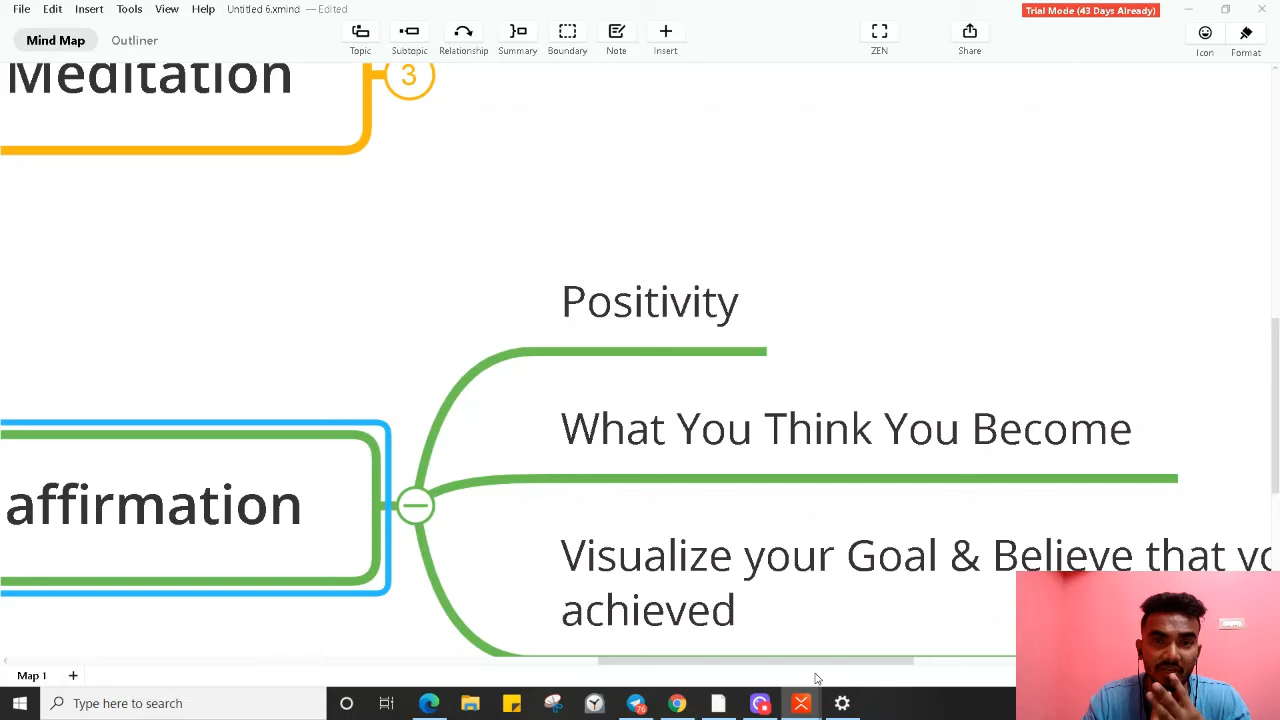 File Edit Insert Tools View Help Untitled 6.xmind — Edited
Trial Mode (43 Days Already)
Mind Map Outliner
Topic Subtopic Relationship Summary Boundary Note Insert ZEN Share Icon Format
Meditation
3
Positivity
What You Think You Become
affirmation
Visualize your Goal & Believe that
achieved
Map 1 +
Type here to search
76